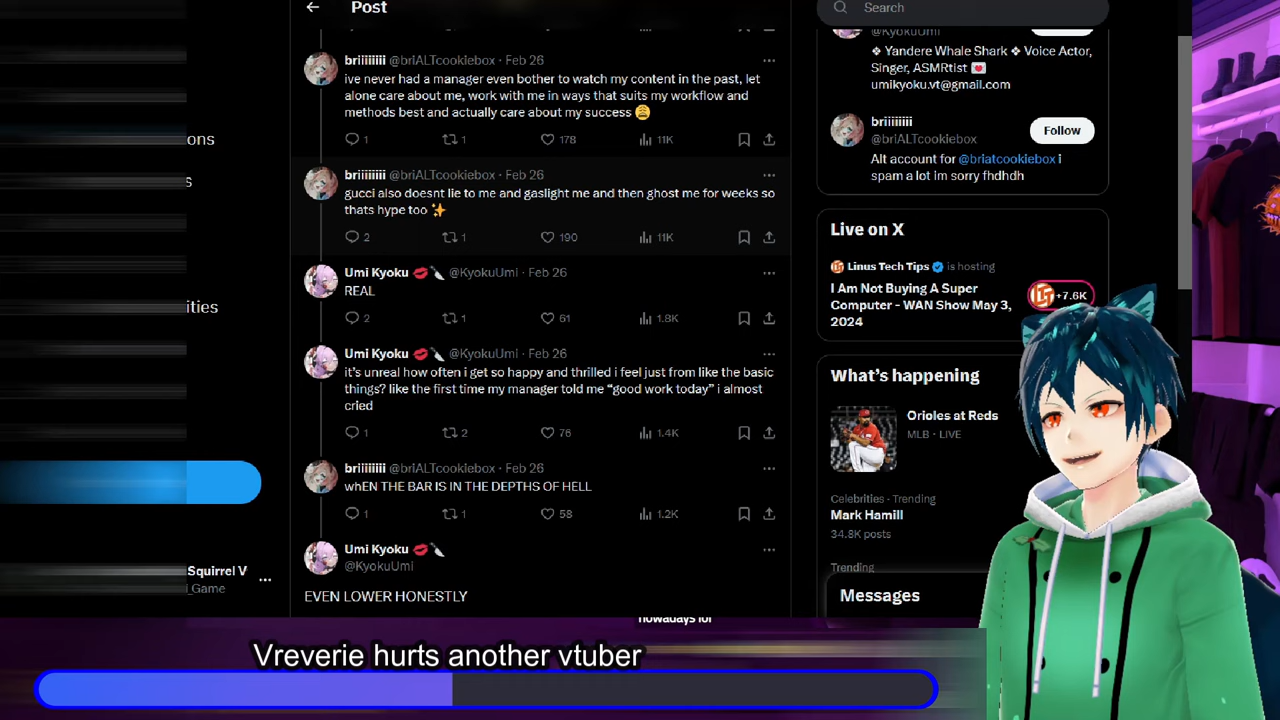 Post
briiiiiiii @briALTcookiebox · Feb 26
ive never had a manager even bother to watch my content in the past, let
alone care about me, work with me in ways that suits my workflow and
methods best and actually care about my success 😩
1 1 178 11K
briiiiiiii @briALTcookiebox · Feb 26
gucci also doesnt lie to me and gaslight me and then ghost me for weeks so
thats hype too ✨
2 1 190 11K
Umi Kyoku 💋🔪 @KyokuUmi · Feb 26
REAL
2 1 61 1.8K
Umi Kyoku 💋🔪 @KyokuUmi · Feb 26
it's unreal how often i get so happy and thrilled i feel just from like the basic
things? like the first time my manager told me “good work today” i almost
cried
1 2 76 1.4K
briiiiiiii @briALTcookiebox · Feb 26
whEN THE BAR IS IN THE DEPTHS OF HELL
1 1 58 1.2K
Umi Kyoku 💋🔪
@KyokuUmi
EVEN LOWER HONESTLY
Search
@KyokuUmi
❖ Yandere Whale Shark ❖ Voice Actor,
Singer, ASMRtist 💌
umikyoku.vt@gmail.com
briiiiiiii
@briALTcookiebox
Follow
Alt account for @briatcookiebox i
spam a lot im sorry fhdhdh
Live on X
Linus Tech Tips is hosting
I Am Not Buying A Super
Computer - WAN Show May 3,
2024
+7.6K
What's happening
Orioles at Reds
MLB · LIVE
Celebrities · Trending
Mark Hamill
34.8K posts
Trending
Messages
ons
s
ities
Squirrel V
i_Game
nowadays for
Vreverie hurts another vtuber